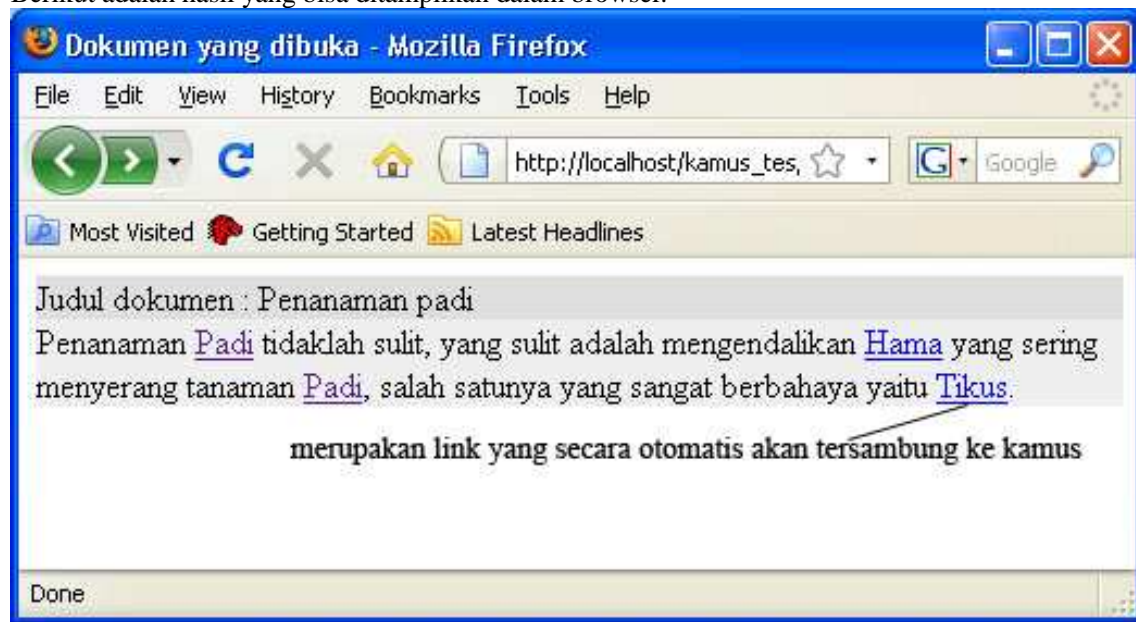 Berikut adalah hasil yang bisa ditampilkan dalam browser.
Dokumen yang dibuka - Mozilla Firefox
File Edit View History Bookmarks Tools Help
http://localhost/kamus_tes, G Google
Most Visited Getting Started Latest Headlines
Judul dokumen : Penanaman padi
Penanaman Padi tidaklah sulit, yang sulit adalah mengendalikan Hama yang sering
menyerang tanaman Padi, salah satunya yang sangat berbahaya yaitu Tikus.
merupakan link yang secara otomatis akan tersambung ke kamus
Done